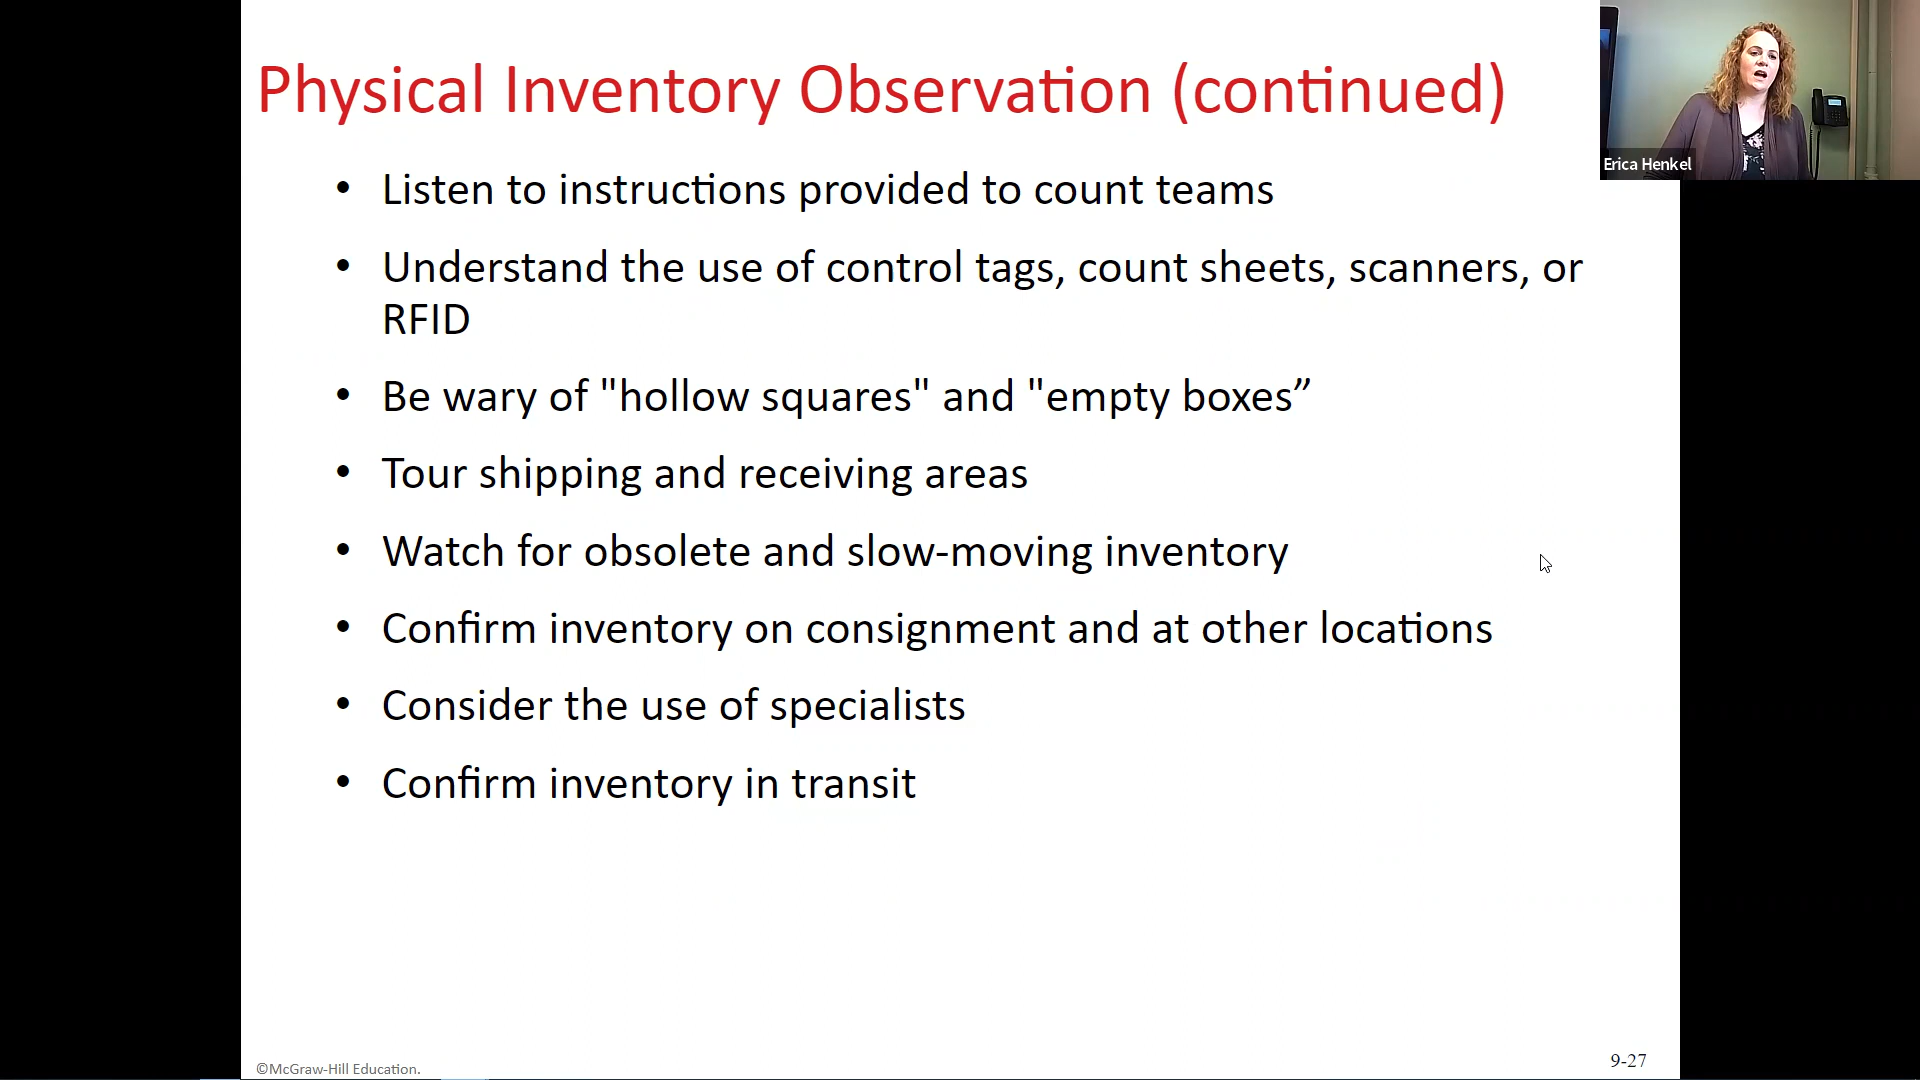 Physical Inventory Observation (continued)
Erica Henkel
• Listen to instructions provided to count teams
• Understand the use of control tags, count sheets, scanners, or
RFID
• Be wary of "hollow squares" and "empty boxes”
• Tour shipping and receiving areas
• Watch for obsolete and slow-moving inventory
• Confirm inventory on consignment and at other locations
• Consider the use of specialists
• Confirm inventory in transit
©McGraw-Hill Education.
9-27